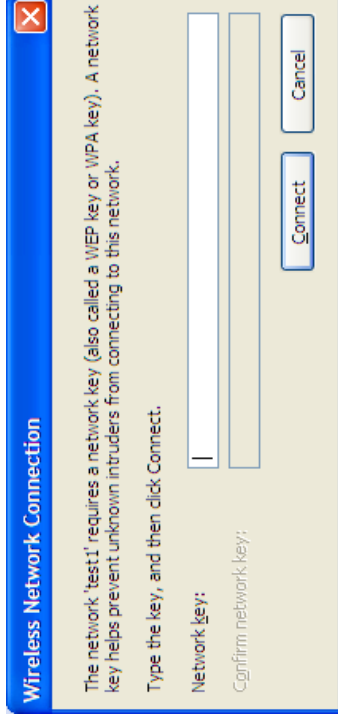 Wireless Network Connection
The network 'test1' requires a network key (also called a WEP key or WPA key). A network
key helps prevent unknown intruders from connecting to this network.
Type the key, and then click Connect.
Network key:
Confirm network key:
Connect
Cancel